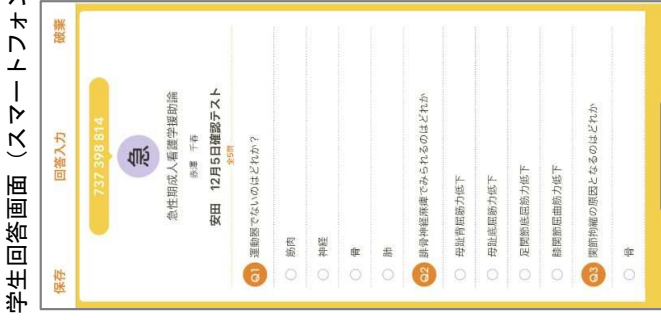 学生回答画面（スマートフォン
保存 回答入力 破棄
737 398 814
急
急性期成人看護学援助論
赤澤 千春
安田 12月5日確認テスト
全5問
Q1 運動器でないのはどれか？
筋肉
神経
骨
肺
Q2 腓骨神経麻痺でみられるのはどれか
母趾背屈筋力低下
母趾底屈筋力低下
足関節底屈筋力低下
膝関節屈曲筋力低下
Q3 関節拘縮の原因となるのはどれか
骨